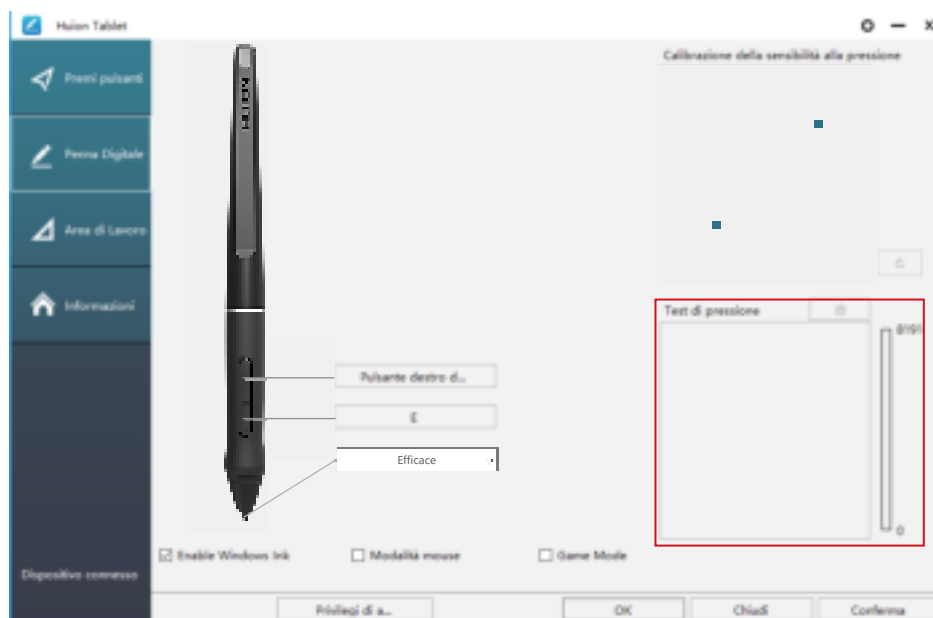 Huion Tablet
Premi pulsanti
Penna Digitale
Area di Lavoro
Informazioni
Dispositivo connesso
Pulsante destro d...
E
Efficace
Enable Windows Ink
Modalità mouse
Game Mode
Calibrazione della sensibilità alla pressione
Test di pressione
8191
0
Privilegi di a...
OK
Chiudi
Conferma